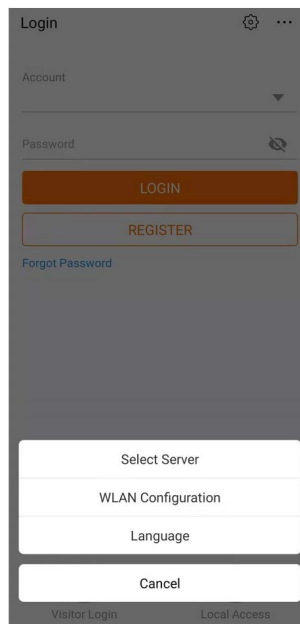 Login
Account
Password
LOGIN
REGISTER
Forgot Password
Select Server
WLAN Configuration
Language
Cancel
Visitor Login Local Access